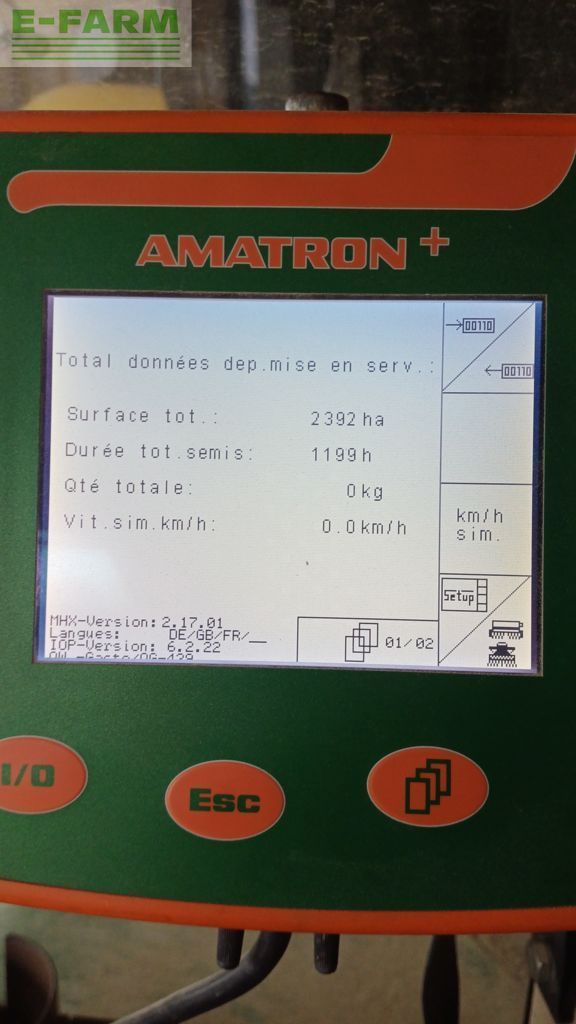 E-FARM
AMATRON+
00110
Total données dep.mise en serv.:
00110
Surface tot.: 2392 ha
Durée tot.semis: 1199 h
Qté totale: 0 kg
Vit.sim.km/h: 0.0 km/h
km/h
sim.
Setup
MHX-Version: 2.17.01
Langues: DE/GB/FR/__
IOP-Version: 6.2.22
01/02
I/O
Esc